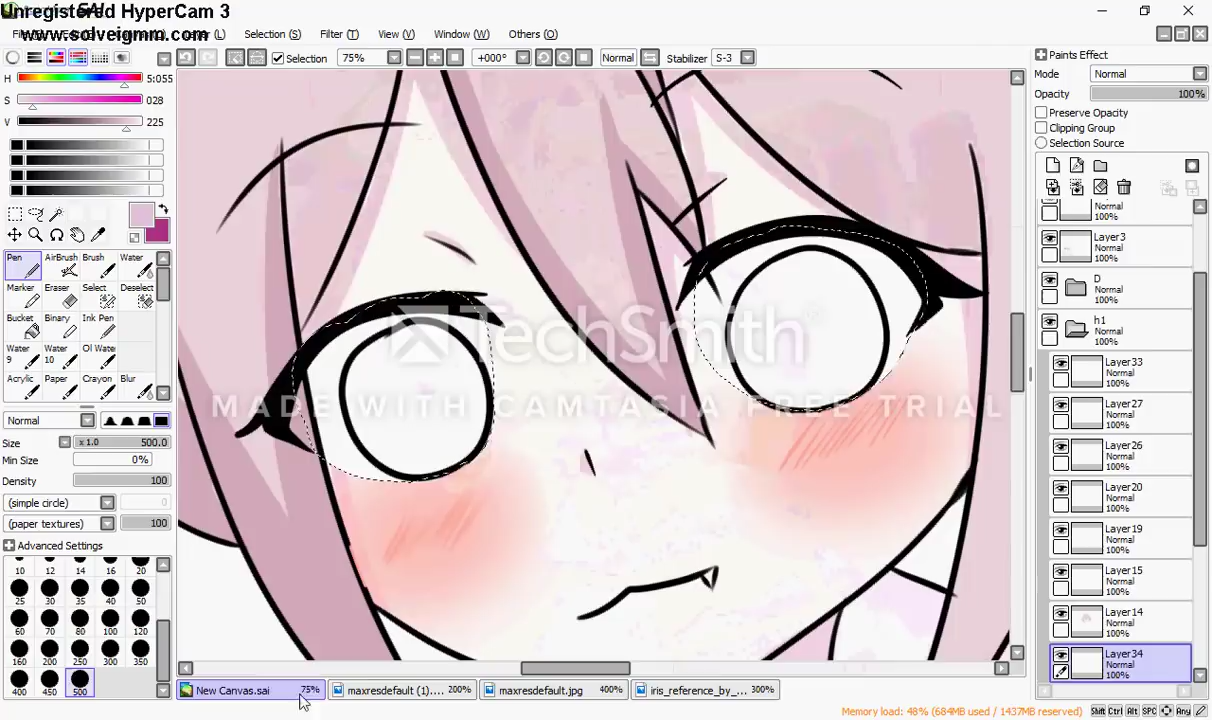 Unregistered HyperCam 3
www.solveigmm.com
SAI
Layer (L)
Selection (S)
Filter (T)
View (V)
Window (W)
Others (O)
Selection
75%
+000°
Normal
Stabilizer
S-3
H
5:055
S
028
V
225
Pen
AirBrush
Brush
Water
Marker
Eraser
Select
Deselect
Bucket
Binary
Ink Pen
Water 9
Water 10
Oil Water
Acrylic
Paper
Crayon
Blur
Normal
Size
x 1.0
500.0
Min Size
0%
Density
100
(simple circle)
0
(paper textures)
100
Advanced Settings
10 12 14 16 20
25 30 35 40 50
60 70 80 100 120
160 200 250 300 350
400 450 500
TechSmith
MADE WITH CAMTASIA FREE TRIAL
Paints Effect
Mode
Normal
Opacity
100%
Preserve Opacity
Clipping Group
Selection Source
Normal
100%
Layer3
Normal
100%
D
Normal
100%
h1
Normal
100%
Layer33
Normal
100%
Layer27
Normal
100%
Layer26
Normal
100%
Layer20
Normal
100%
Layer19
Normal
100%
Layer15
Normal
100%
Layer14
Normal
100%
Layer34
Normal
100%
New Canvas.sai
75%
maxresdefault (1)....
200%
maxresdefault.jpg
400%
iris_reference_by_...
300%
Memory load: 48% (684MB used / 1437MB reserved)
Shift Ctrl Alt SPC Any